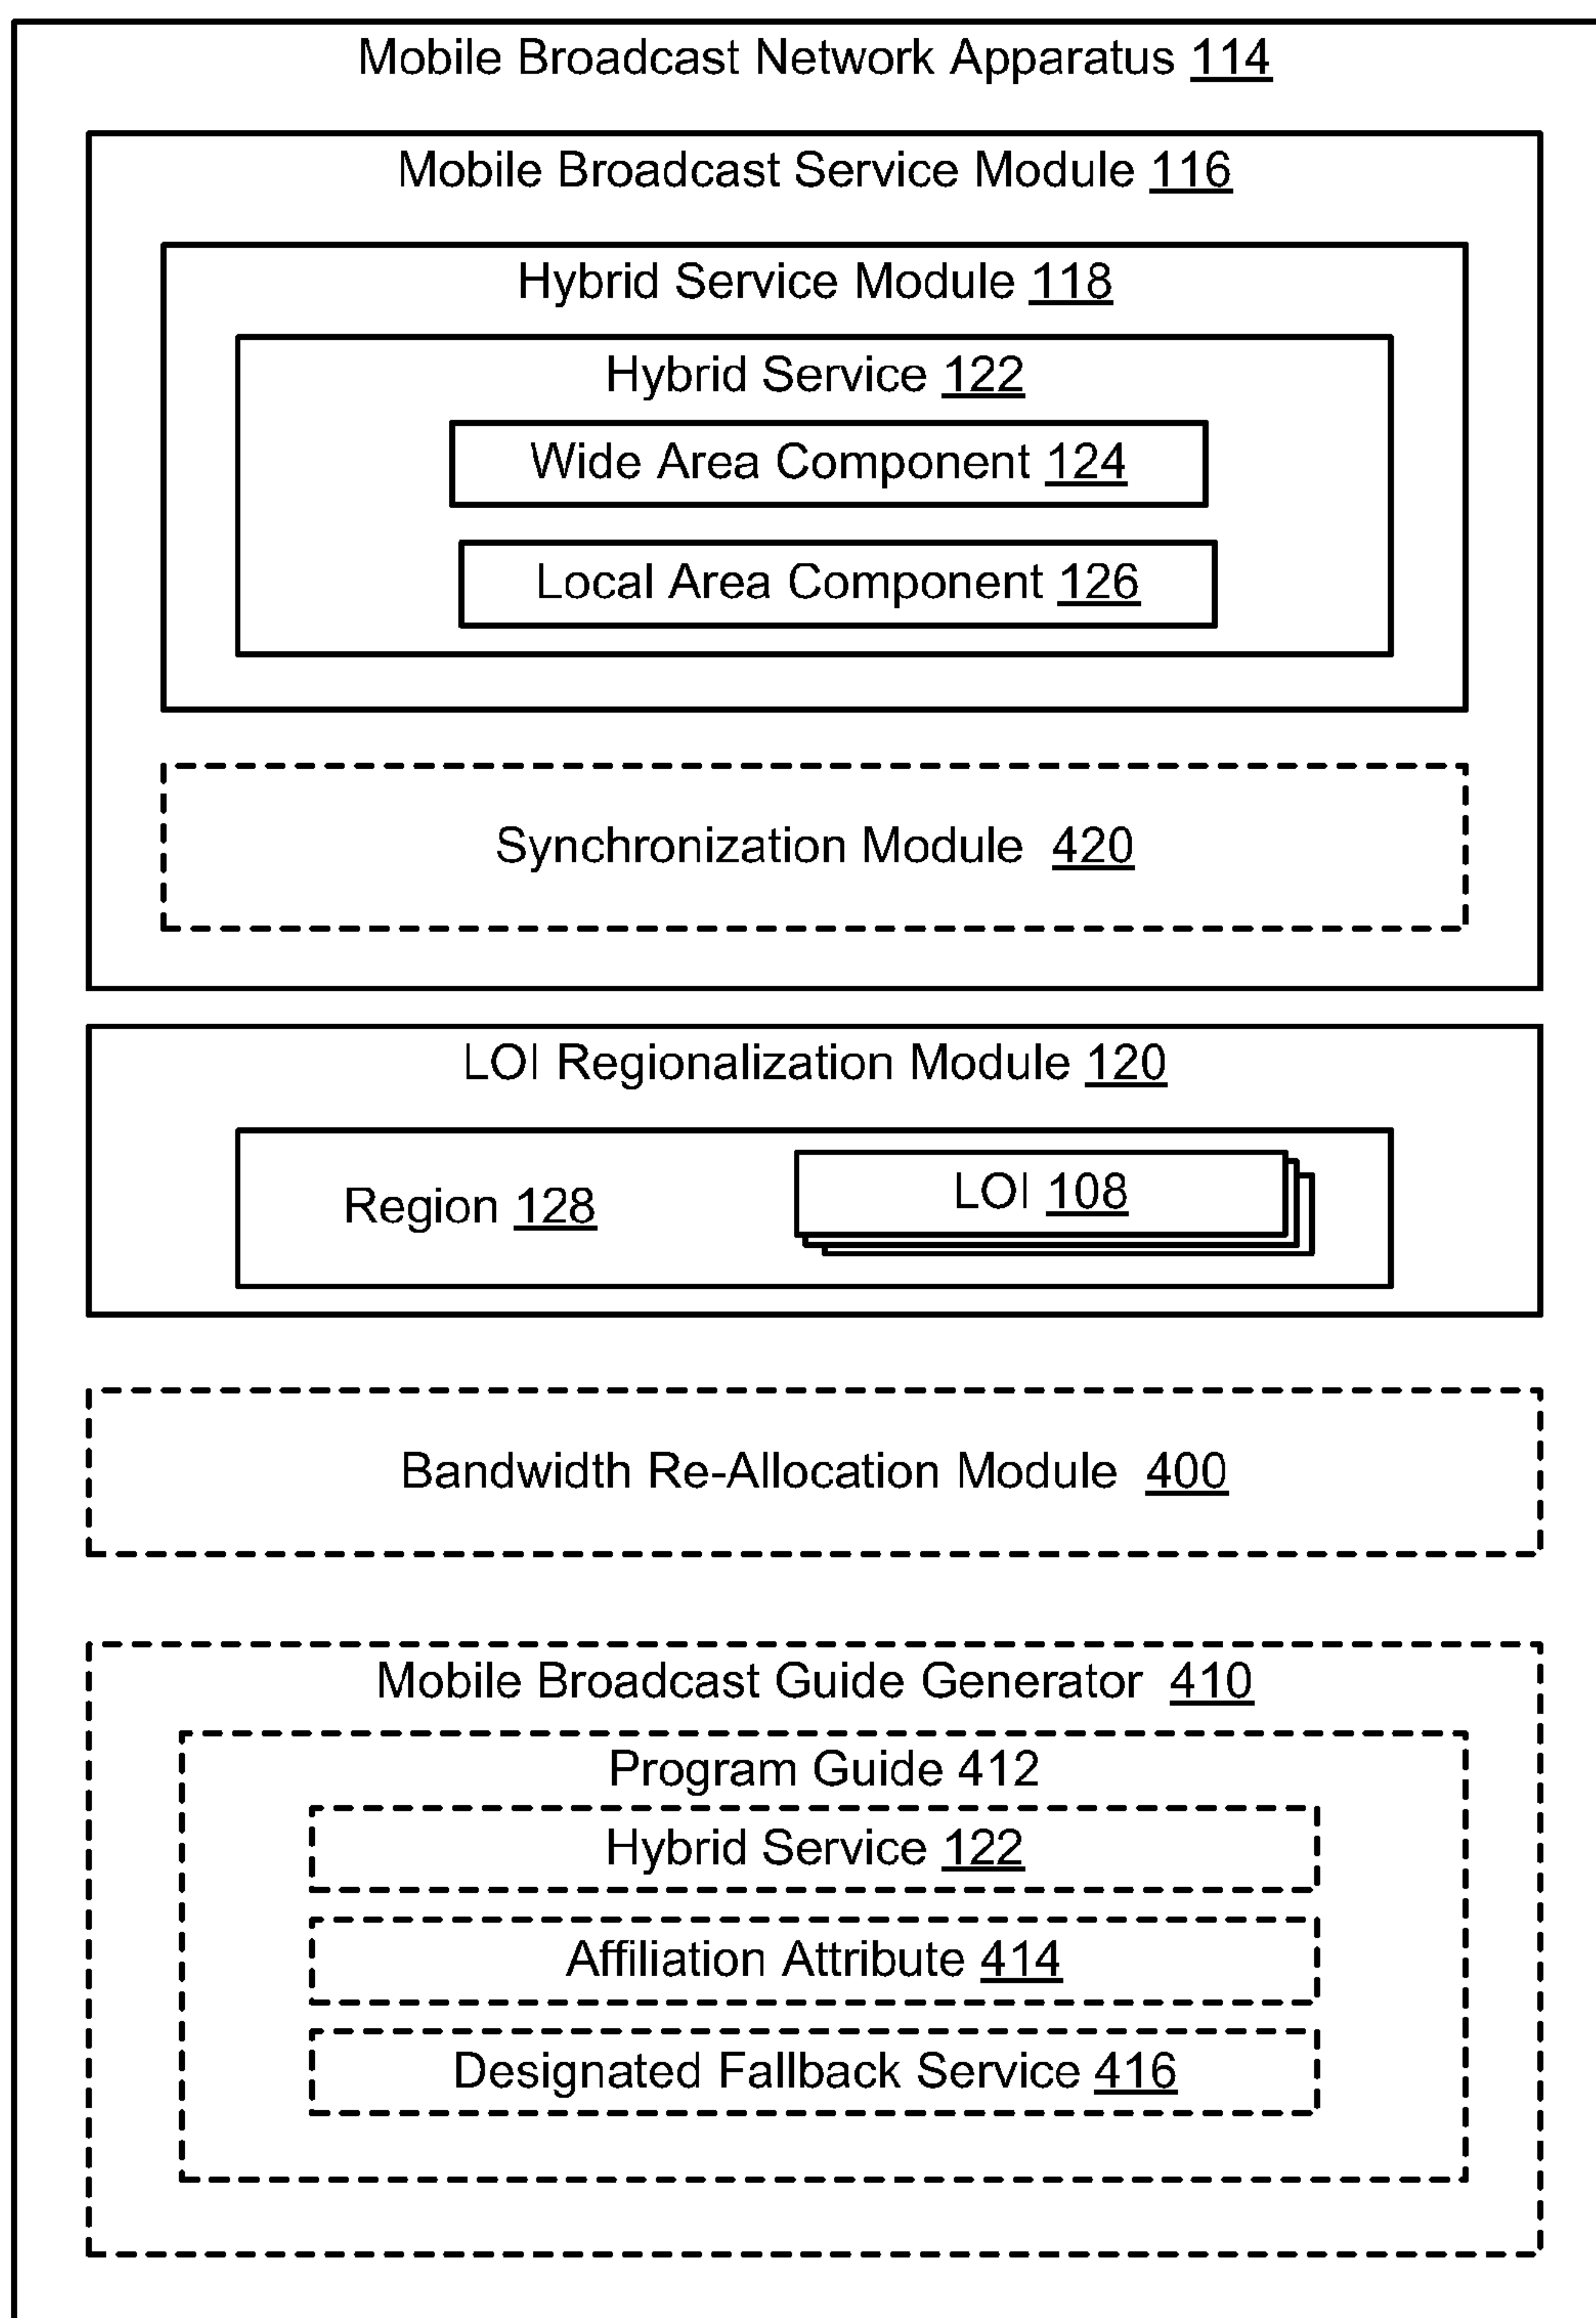 Mobile Broadcast Network Apparatus 114
Mobile Broadcast Service Module 116
Hybrid Service Module 118
Hybrid Service 122
Wide Area Component 124
Local Area Component 126
Synchronization Module 420
LOI Regionalization Module 120
Region 128
LOI 108
Bandwidth Re-Allocation Module 400
Mobile Broadcast Guide Generator 410
Program Guide 412
Hybrid Service 122
Affiliation Attribute 414
Designated Fallback Service 416